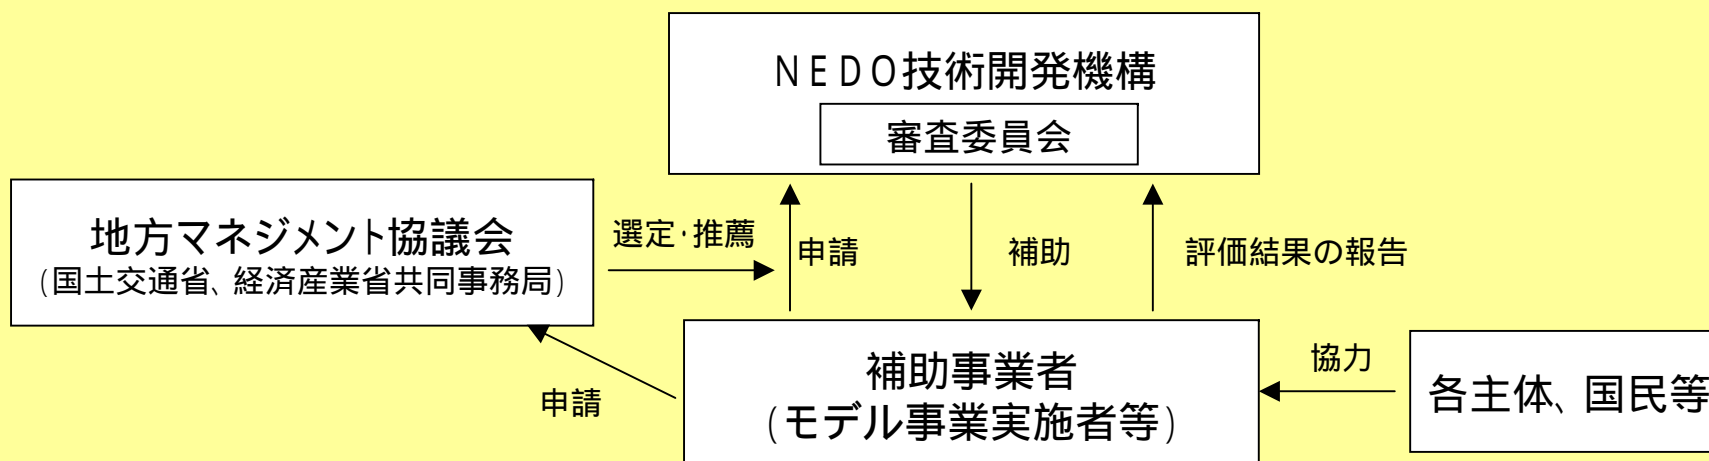 NEDO技術開発機構
審査委員会
地方マネジメント協議会
(国土交通省、経済産業省共同事務局)
選定・推薦
申請
補助
評価結果の報告
申請
補助事業者
(モデル事業実施者等)
協力
各主体、国民等